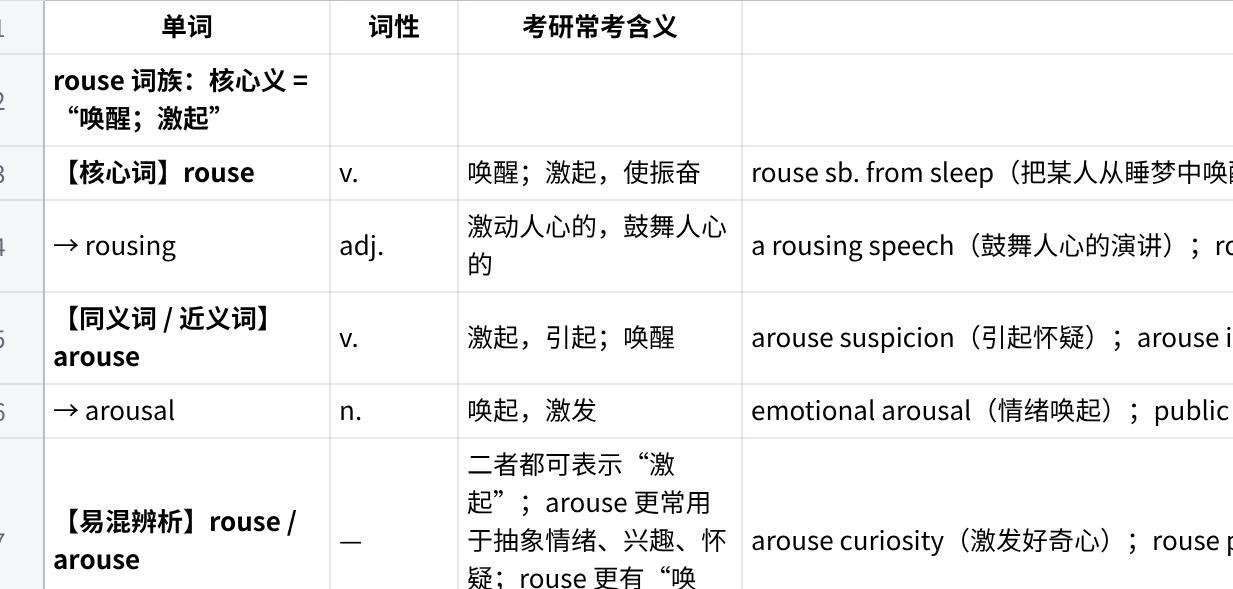 单词 词性 考研常考含义
rouse 词族：核心义 =
“唤醒；激起”
【核心词】rouse v. 唤醒；激起，使振奋 rouse sb. from sleep（把某人从睡梦中唤
→ rousing adj. 激动人心的，鼓舞人心
的 a rousing speech（鼓舞人心的演讲）；ro
【同义词 / 近义词】
arouse v. 激起，引起；唤醒 arouse suspicion（引起怀疑）；arouse i
→ arousal n. 唤起，激发 emotional arousal（情绪唤起）；public
【易混辨析】rouse /
arouse — 二者都可表示“激
起”；arouse 更常用
于抽象情绪、兴趣、怀
疑；rouse 更有“唤
arouse curiosity（激发好奇心）；rouse p